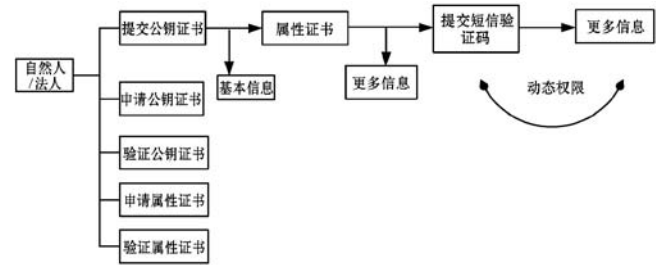 提交公钥证书
属性证书
提交短信验
证码
更多信息
自然人
/法人
基本信息
更多信息
动态权限
申请公钥证书
验证公钥证书
申请属性证书
验证属性证书